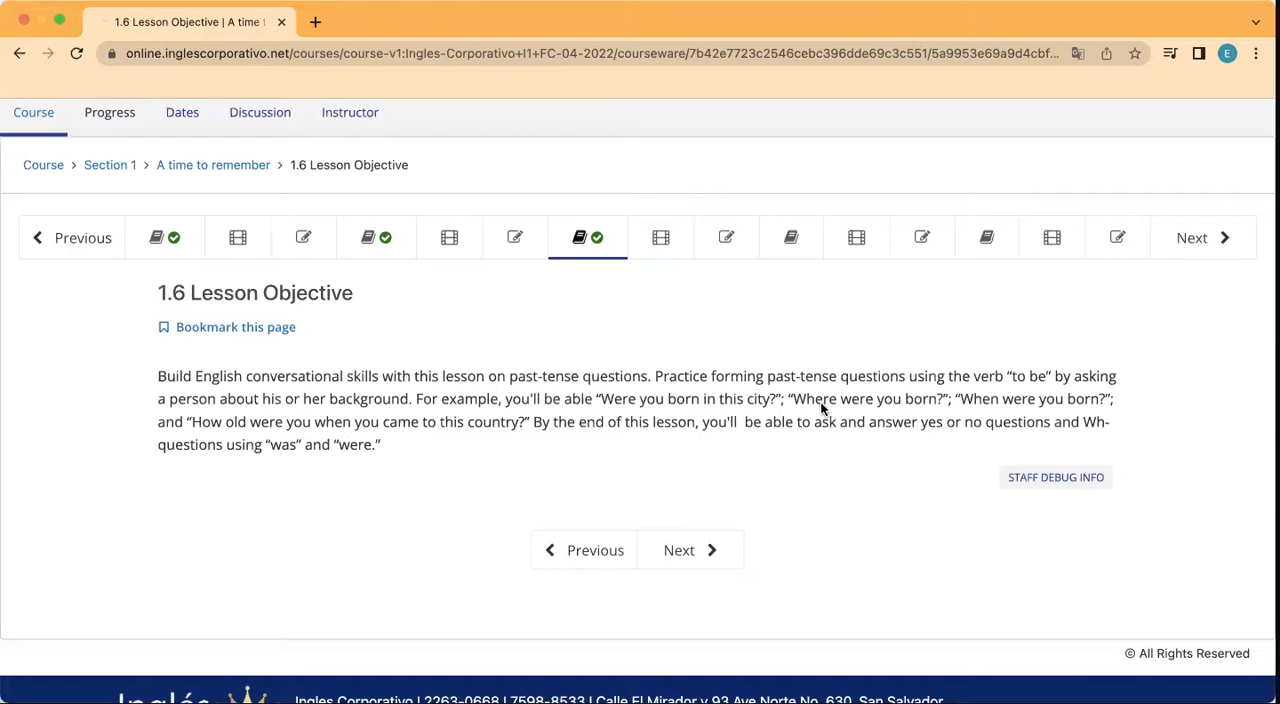 1.6 Lesson Objective | A time t
online.inglescorporativo.net/courses/course-v1:Ingles-Corporativo+I1+FC-04-2022/courseware/7b42e7723c2546cebc396dde69c3c551/5a9953e69a9d4cbf...
E
Course Progress Dates Discussion Instructor
Course > Section 1 > A time to remember > 1.6 Lesson Objective
Previous
Next
1.6 Lesson Objective
Bookmark this page
Build English conversational skills with this lesson on past-tense questions. Practice forming past-tense questions using the verb “to be” by asking
a person about his or her background. For example, you'll be able “Were you born in this city?”; “Where were you born?”; “When were you born?”;
and “How old were you when you came to this country?” By the end of this lesson, you'll  be able to ask and answer yes or no questions and Wh-
questions using “was” and “were.”
STAFF DEBUG INFO
Previous
Next
© All Rights Reserved
Inglés
Ingles Corporativo | 2263-0668 | 7598-8533 | Calle El Mirador y 93 Ave Norte No. 630, San Salvador